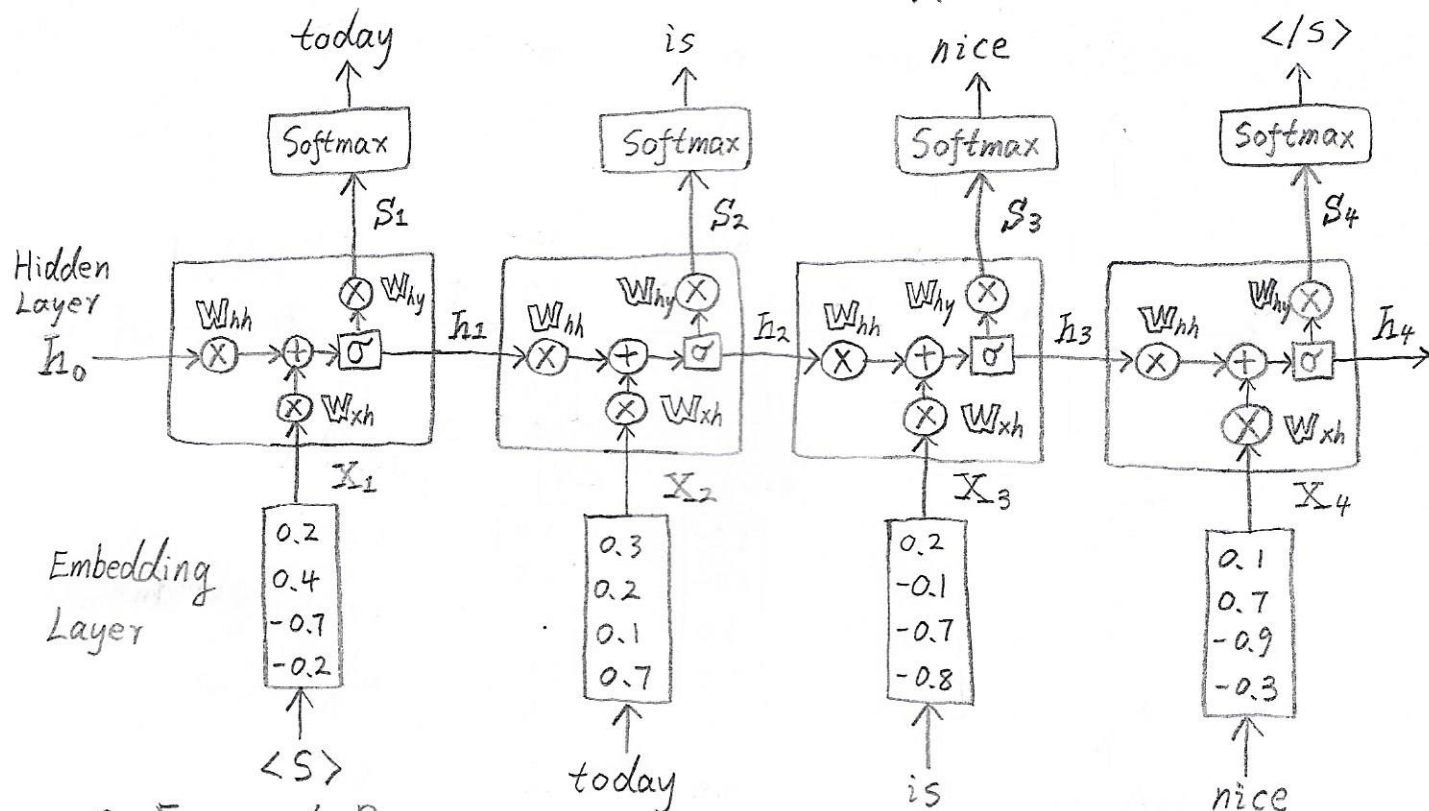 today is nice </s>
Softmax Softmax Softmax Softmax
S1 S2 S3 S4
Hidden
Layer
Why Why Why Why
Whh Whh Whh Whh
h0 × + σ h1 × + σ h2 × + σ h3 × + σ h4
× Wxh × Wxh × Wxh × Wxh
X1 X2 X3 X4
Embedding
Layer
0.2 0.3 0.2 0.1
0.4 0.2 -0.1 0.7
-0.7 0.1 -0.7 -0.9
-0.2 0.7 -0.8 -0.3
<S> today is nice